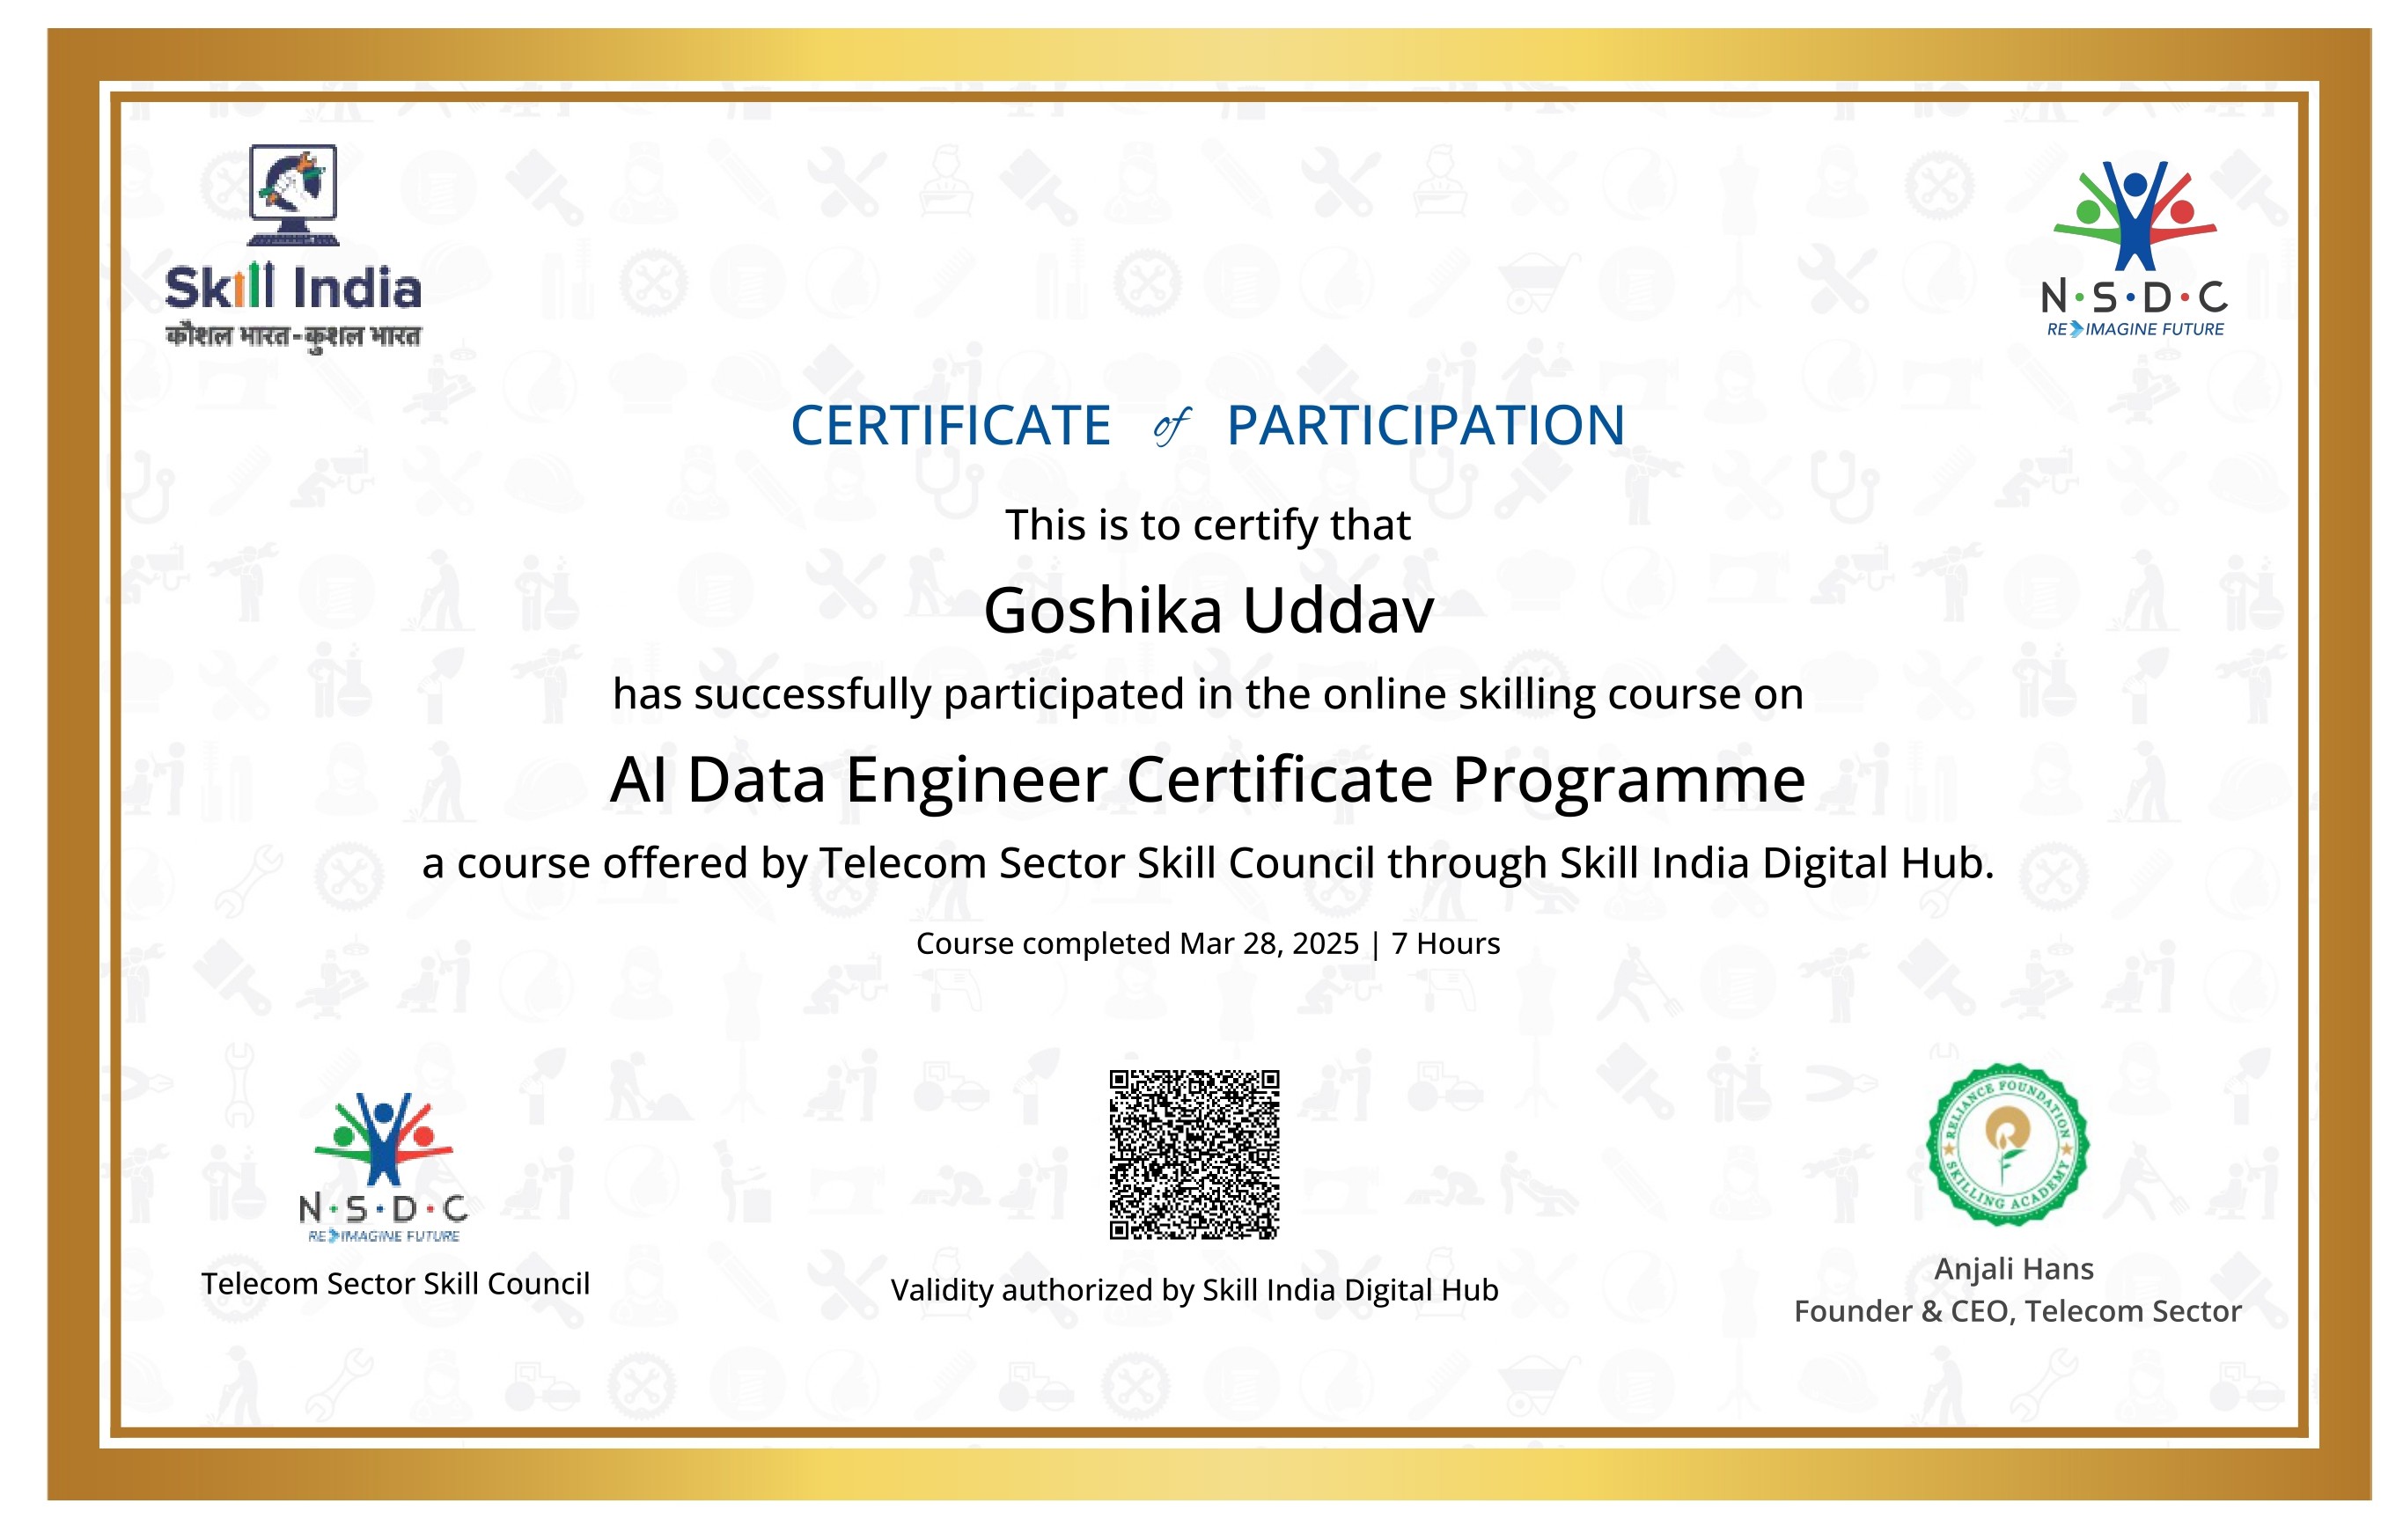 Skill India
कौशल भारत-कुशल भारत
N·S·D·C
RE IMAGINE FUTURE
CERTIFICATE of PARTICIPATION
This is to certify that
Goshika Uddav
has successfully participated in the online skilling course on
AI Data Engineer Certificate Programme
a course offered by Telecom Sector Skill Council through Skill India Digital Hub.
Course completed Mar 28, 2025 | 7 Hours
N·S·D·C
RE IMAGINE FUTURE
Telecom Sector Skill Council
Validity authorized by Skill India Digital Hub
RELIANCE FOUNDATION
SKILLING ACADEMY
Anjali Hans
Founder & CEO, Telecom Sector